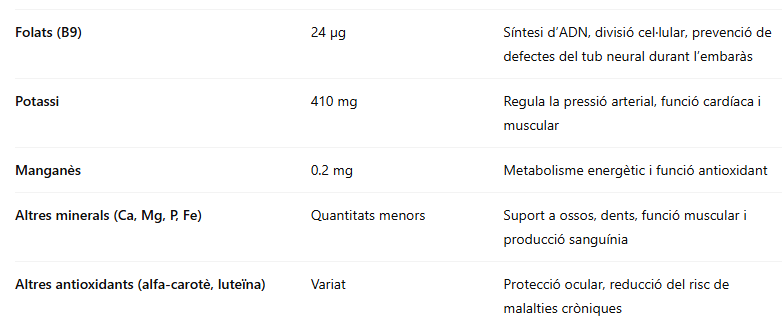 Folats (B9) 24 µg Síntesi d’ADN, divisió cel·lular, prevenció de
defectes del tub neural durant l’embaràs
Potassi 410 mg Regula la pressió arterial, funció cardíaca i
muscular
Manganès 0.2 mg Metabolisme energètic i funció antioxidant
Altres minerals (Ca, Mg, P, Fe) Quantitats menors Suport a ossos, dents, funció muscular i
producció sanguínia
Altres antioxidants (alfa-carotè, luteïna) Variat Protecció ocular, reducció del risc de
malalties cròniques